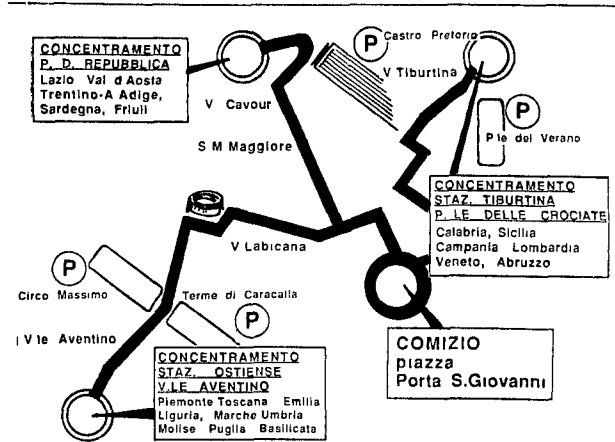 CONCENTRAMENTO
P. D. REPUBBLICA
Lazio Val d Aosta
Trentino-A Adige,
Sardegna, Friuli
P
Castro Pretorio
V Tiburtina
P
P le del Verano
V Cavour
S M Maggiore
CONCENTRAMENTO
STAZ. TIBURTINA
P. LE DELLE CROCIATE
Calabria, Sicilia
Campania Lombardia
Veneto, Abruzzo
V Labicana
P
Circo Massimo
Terme di Caracalla
P
V le Aventino
COMIZIO
piazza
Porta S.Giovanni
CONCENTRAMENTO
STAZ. OSTIENSE
V.LE AVENTINO
Piemonte Toscana Emilia
Liguria, Marche Umbria
Molise Puglia Basilicata